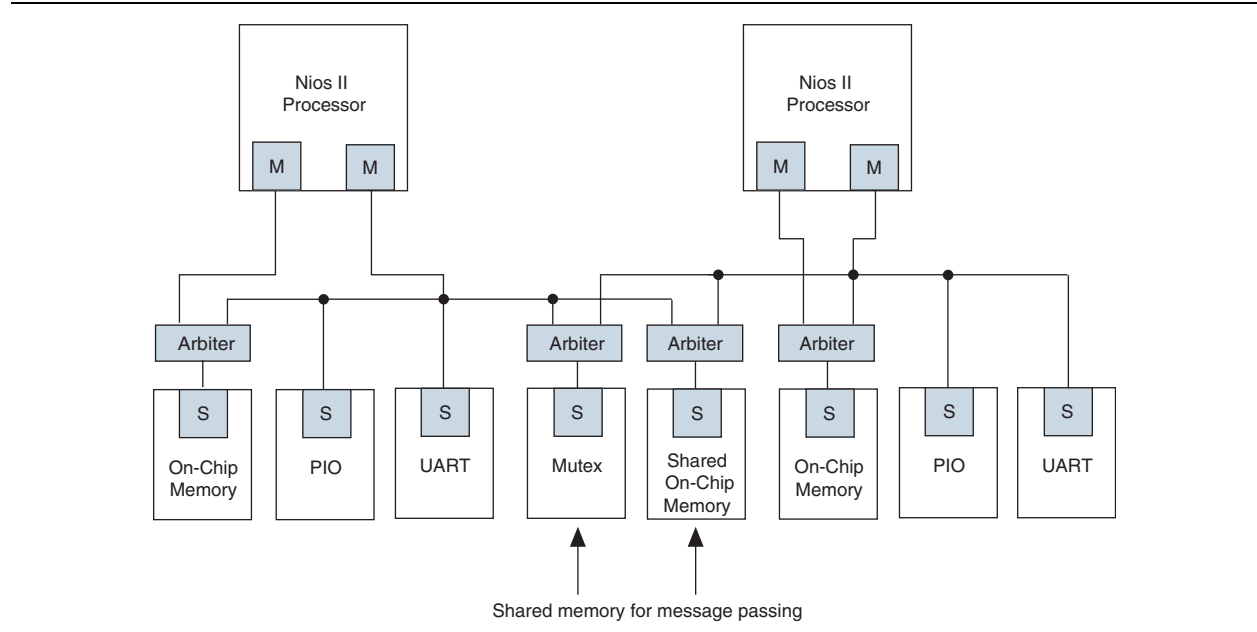 Nios II
Processor
Nios II
Processor
M
M
M
M
Arbiter
Arbiter
Arbiter
Arbiter
S
S
S
S
S
S
S
S
On-Chip
Memory
PIO
UART
Mutex
Shared
On-Chip
Memory
On-Chip
Memory
PIO
UART
Shared memory for message passing